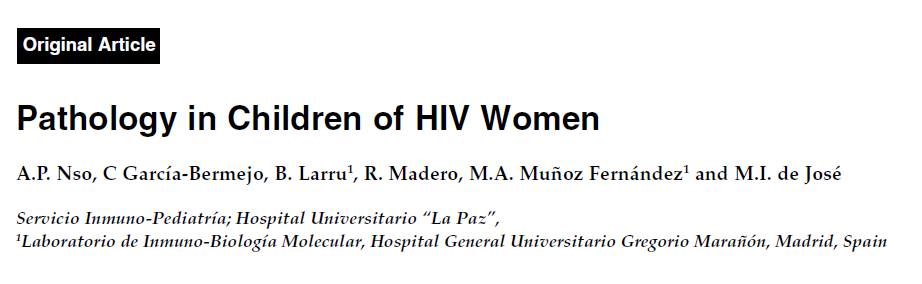 Original Article
Pathology in Children of HIV Women
A.P. Nso, C García-Bermejo, B. Larru¹, R. Madero, M.A. Muñoz Fernández¹ and M.I. de José
Servicio Inmuno-Pediatría; Hospital Universitario “La Paz”,
¹Laboratorio de Inmuno-Biología Molecular, Hospital General Universitario Gregorio Marañón, Madrid, Spain